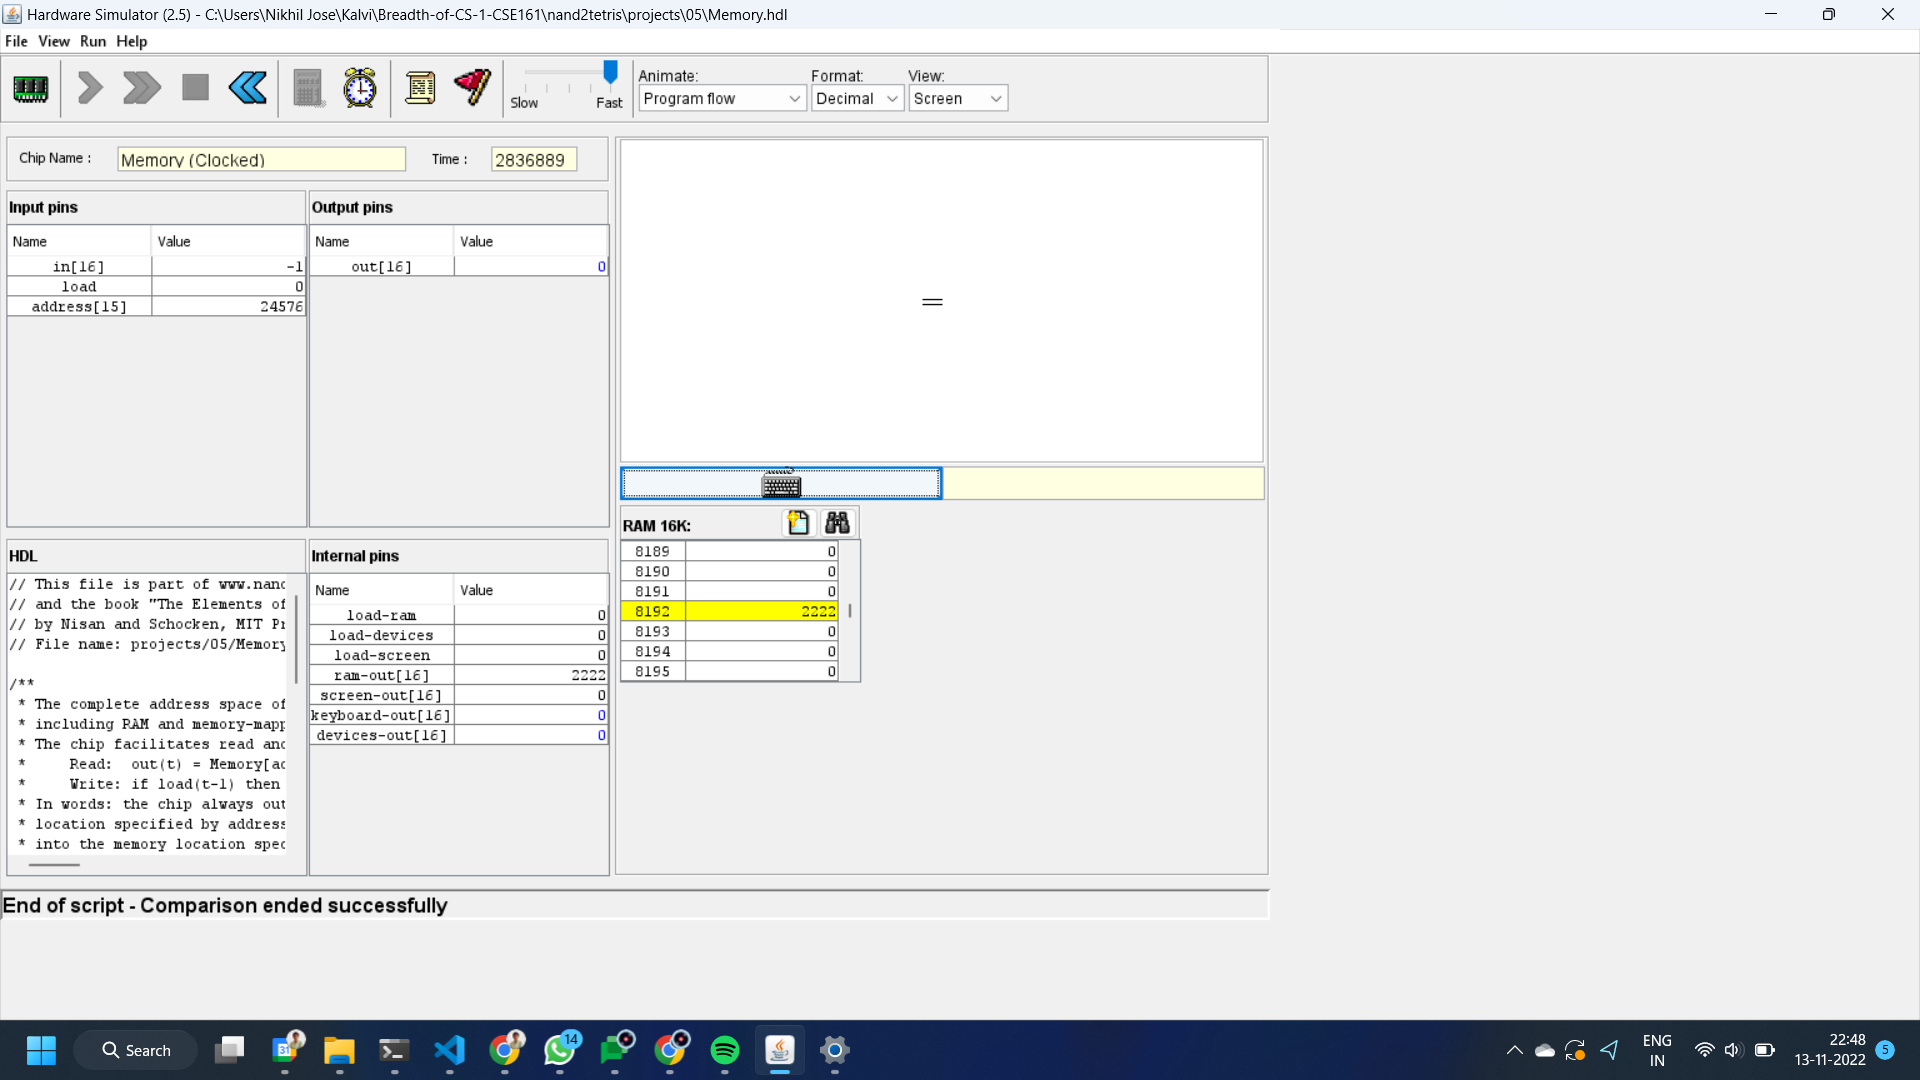 Hardware Simulator (2.5) - C:\Users\Nikhil Jose\Kalvi\Breadth-of-CS-1-CSE161\nand2tetris\projects\05\Memory.hdl
File View Run Help
Slow Fast
Animate: Format: View:
Program flow Decimal Screen
Chip Name : Memory (Clocked) Time : 2836889
Input pins
Name Value
in[16] -1
load 0
address[15] 24576
Output pins
Name Value
out[16] 0
HDL
// This file is part of www.nanc
// and the book "The Elements of
// by Nisan and Schocken, MIT Pr
// File name: projects/05/Memory
/**
* The complete address space of
* including RAM and memory-mapp
* The chip facilitates read and
* Read: out(t) = Memory[ad
* Write: if load(t-1) then
* In words: the chip always out
* location specified by address
* into the memory location spec
Internal pins
Name Value
load-ram 0
load-devices 0
load-screen 0
ram-out[16] 2222
screen-out[16] 0
keyboard-out[16] 0
devices-out[16] 0
RAM 16K:
8189 0
8190 0
8191 0
8192 2222
8193 0
8194 0
8195 0
End of script - Comparison ended successfully
Search
31
14
ENG
IN
22:48
13-11-2022
5